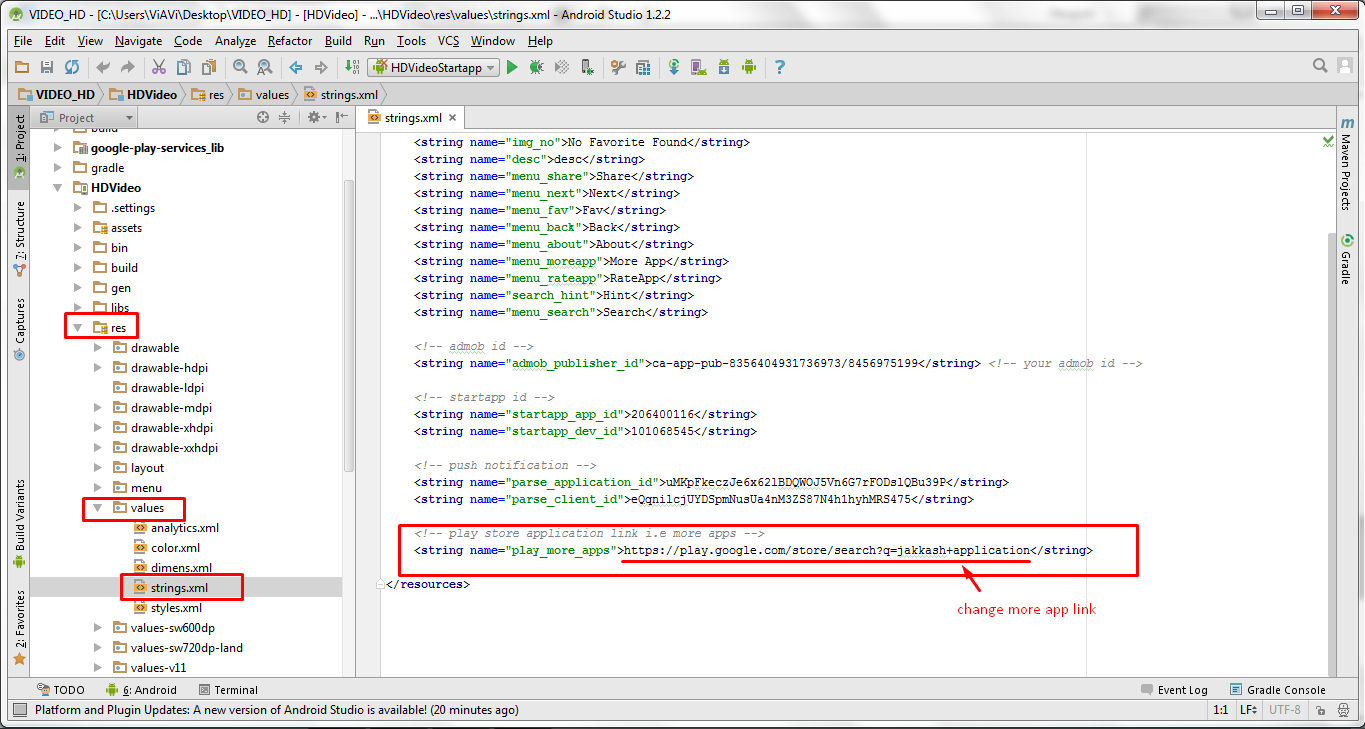 VIDEO_HD - [C:\Users\ViAVi\Desktop\VIDEO_HD] - [HDVideo] - ...\HDVideo\res\values\strings.xml - Android Studio 1.2.2
File Edit View Navigate Code Analyze Refactor Build Run Tools VCS Window Help
HDVideoStartapp
VIDEO_HD HDVideo res values strings.xml
Project
strings.xml
1: Project
7: Structure
Captures
Build Variants
2: Favorites
build
google-play-services_lib
gradle
HDVideo
.settings
assets
bin
build
gen
libs
res
drawable
drawable-hdpi
drawable-ldpi
drawable-mdpi
drawable-xhdpi
drawable-xxhdpi
layout
menu
values
analytics.xml
color.xml
dimens.xml
strings.xml
styles.xml
values-sw600dp
values-sw720dp-land
values-v11
<string name="img_no">No Favorite Found</string>
<string name="desc">desc</string>
<string name="menu_share">Share</string>
<string name="menu_next">Next</string>
<string name="menu_fav">Fav</string>
<string name="menu_back">Back</string>
<string name="menu_about">About</string>
<string name="menu_moreapp">More App</string>
<string name="menu_rateapp">RateApp</string>
<string name="search_hint">Hint</string>
<string name="menu_search">Search</string>
<!-- admob id -->
<string name="admob_publisher_id">ca-app-pub-8356404931736973/8456975199</string> <!-- your admob id -->
<!-- startapp id -->
<string name="startapp_app_id">206400116</string>
<string name="startapp_dev_id">101068545</string>
<!-- push notification -->
<string name="parse_application_id">uMKpFkeczJe6x62lBDQWOJ5Vn6G7rFODslQBu39P</string>
<string name="parse_client_id">eQqnilcjUYDSpmNusUa4nM3ZS87N4h1hyhMRS475</string>
<!-- play store application link i.e more apps -->
<string name="play_more_apps">https://play.google.com/store/search?q=jakkash+application</string>
</resources>
change more app link
m Maven Projects
Gradle
TODO 6: Android Terminal Event Log Gradle Console
Platform and Plugin Updates: A new version of Android Studio is available! (20 minutes ago) 1:1 LF UTF-8